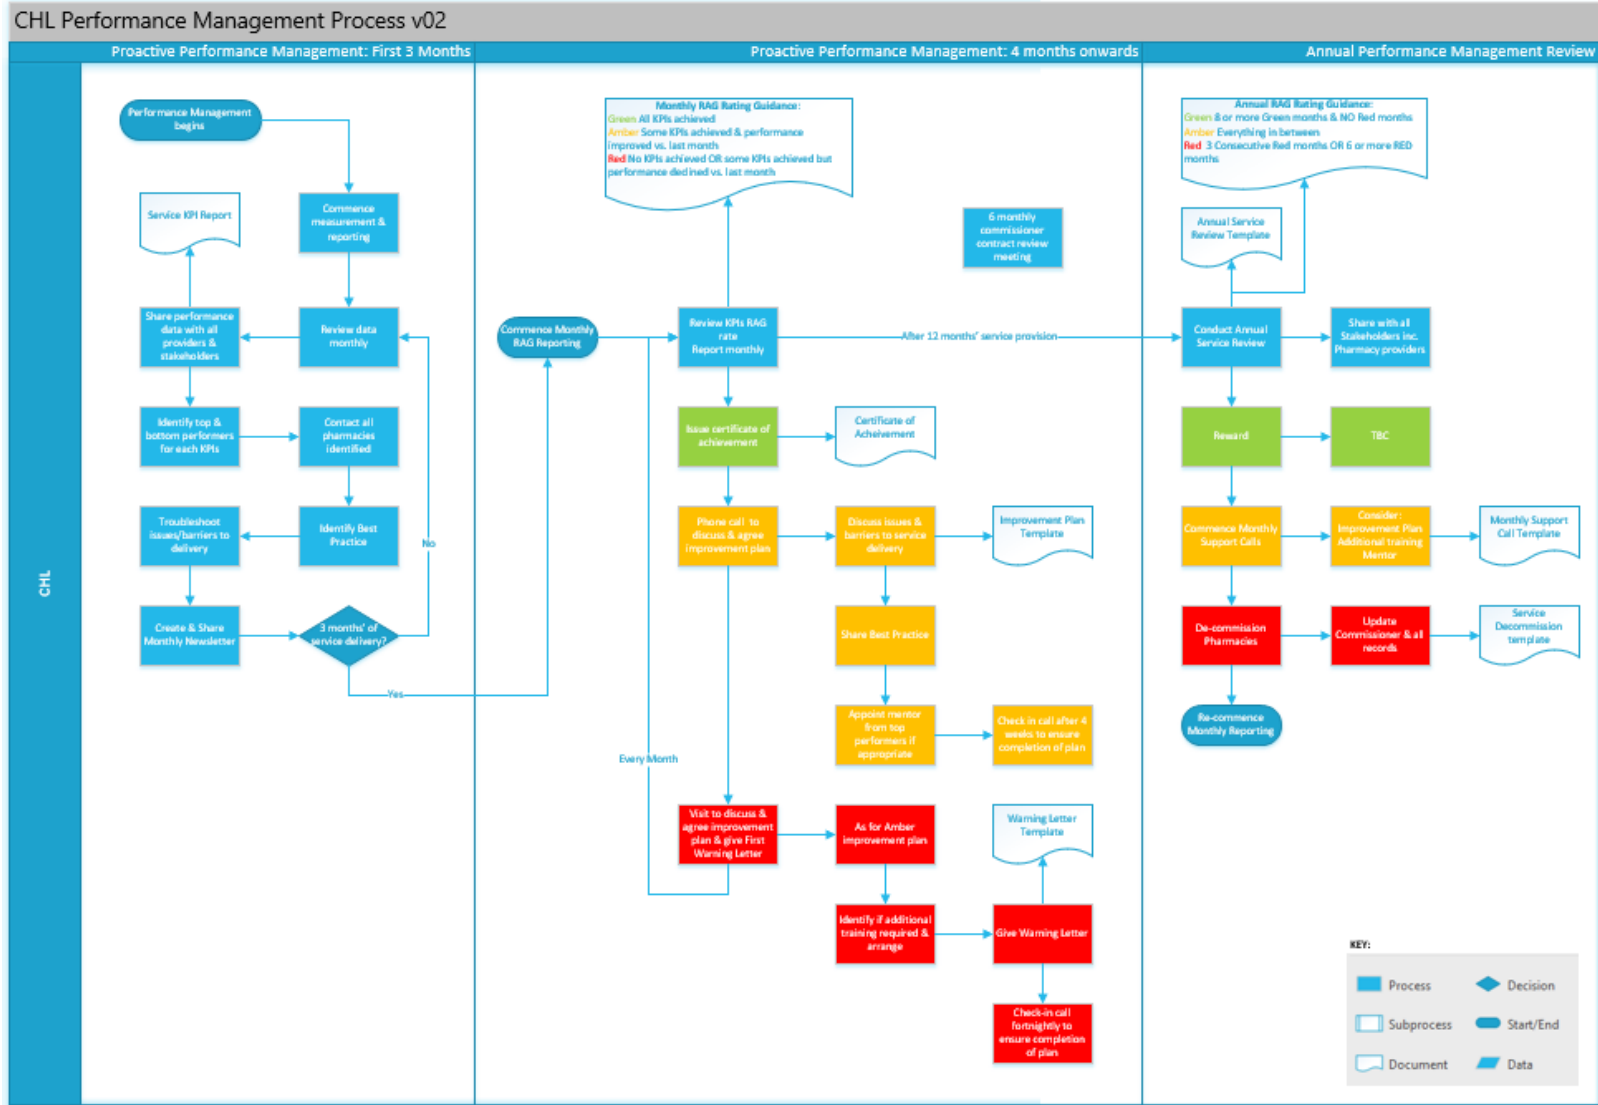 CHL Performance Management Process v02
Proactive Performance Management: First 3 Months
Proactive Performance Management: 4 months onwards
Annual Performance Management Review
CHL
Performance Management
begins
Service KPI Report
Commence
measurement &
reporting
Share performance
data with all
providers &
stakeholders
Review data
monthly
Identify top &
bottom performers
for each KPIs
Contact all
pharmacies
identified
Troubleshoot
issues/barriers to
delivery
Identify Best
Practice
No
Create & Share
Monthly Newsletter
3 months' of
service delivery?
Yes
Monthly RAG Rating Guidance:
Green All KPIs achieved
Amber Some KPIs achieved & performance
improved vs. last month
Red No KPIs achieved OR some KPIs achieved but
performance declined vs. last month
6 monthly
commissioner
contract review
meeting
Commence Monthly
RAG Reporting
Review KPIs RAG
rate
Report monthly
After 12 months' service provision
Issue certificate of
achievement
Certificate of
Acheivement
Phone call to
discuss & agree
improvement plan
Discuss issues &
barriers to service
delivery
Improvement Plan
Template
Share Best Practice
Appoint mentor
from top
performers if
appropriate
Check in call after 4
weeks to ensure
completion of plan
Every Month
Visit to discuss &
agree improvement
plan & give First
Warning Letter
As for Amber
improvement plan
Warning Letter
Template
Identify if additional
training required &
arrange
Give Warning Letter
Check-in call
fortnightly to
ensure completion
of plan
Annual RAG Rating Guidance:
Green 8 or more Green months & NO Red months
Amber Everything in between
Red 3 Consecutive Red months OR 6 or more RED
months
Annual Service
Review Template
Conduct Annual
Service Review
Share with all
Stakeholders inc.
Pharmacy providers
Reward
TBC
Commence Monthly
Support Calls
Consider:
Improvement Plan
Additional training
Mentor
Monthly Support
Call Template
De-commission
Pharmacies
Update
Commissioner & all
records
Service
Decommission
template
Re-commence
Monthly Reporting
KEY:
Process
Decision
Subprocess
Start/End
Document
Data